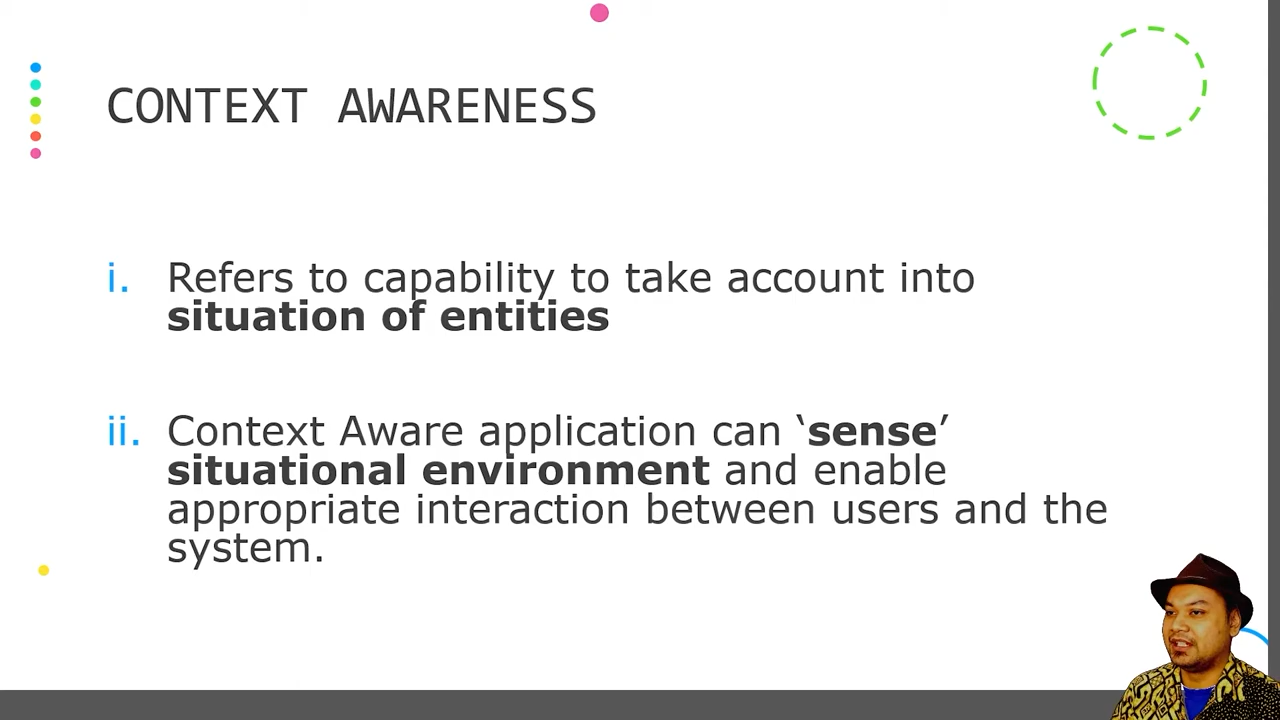 CONTEXT AWARENESS
i. Refers to capability to take account into
situation of entities
ii. Context Aware application can ‘sense’
situational environment and enable
appropriate interaction between users and the
system.